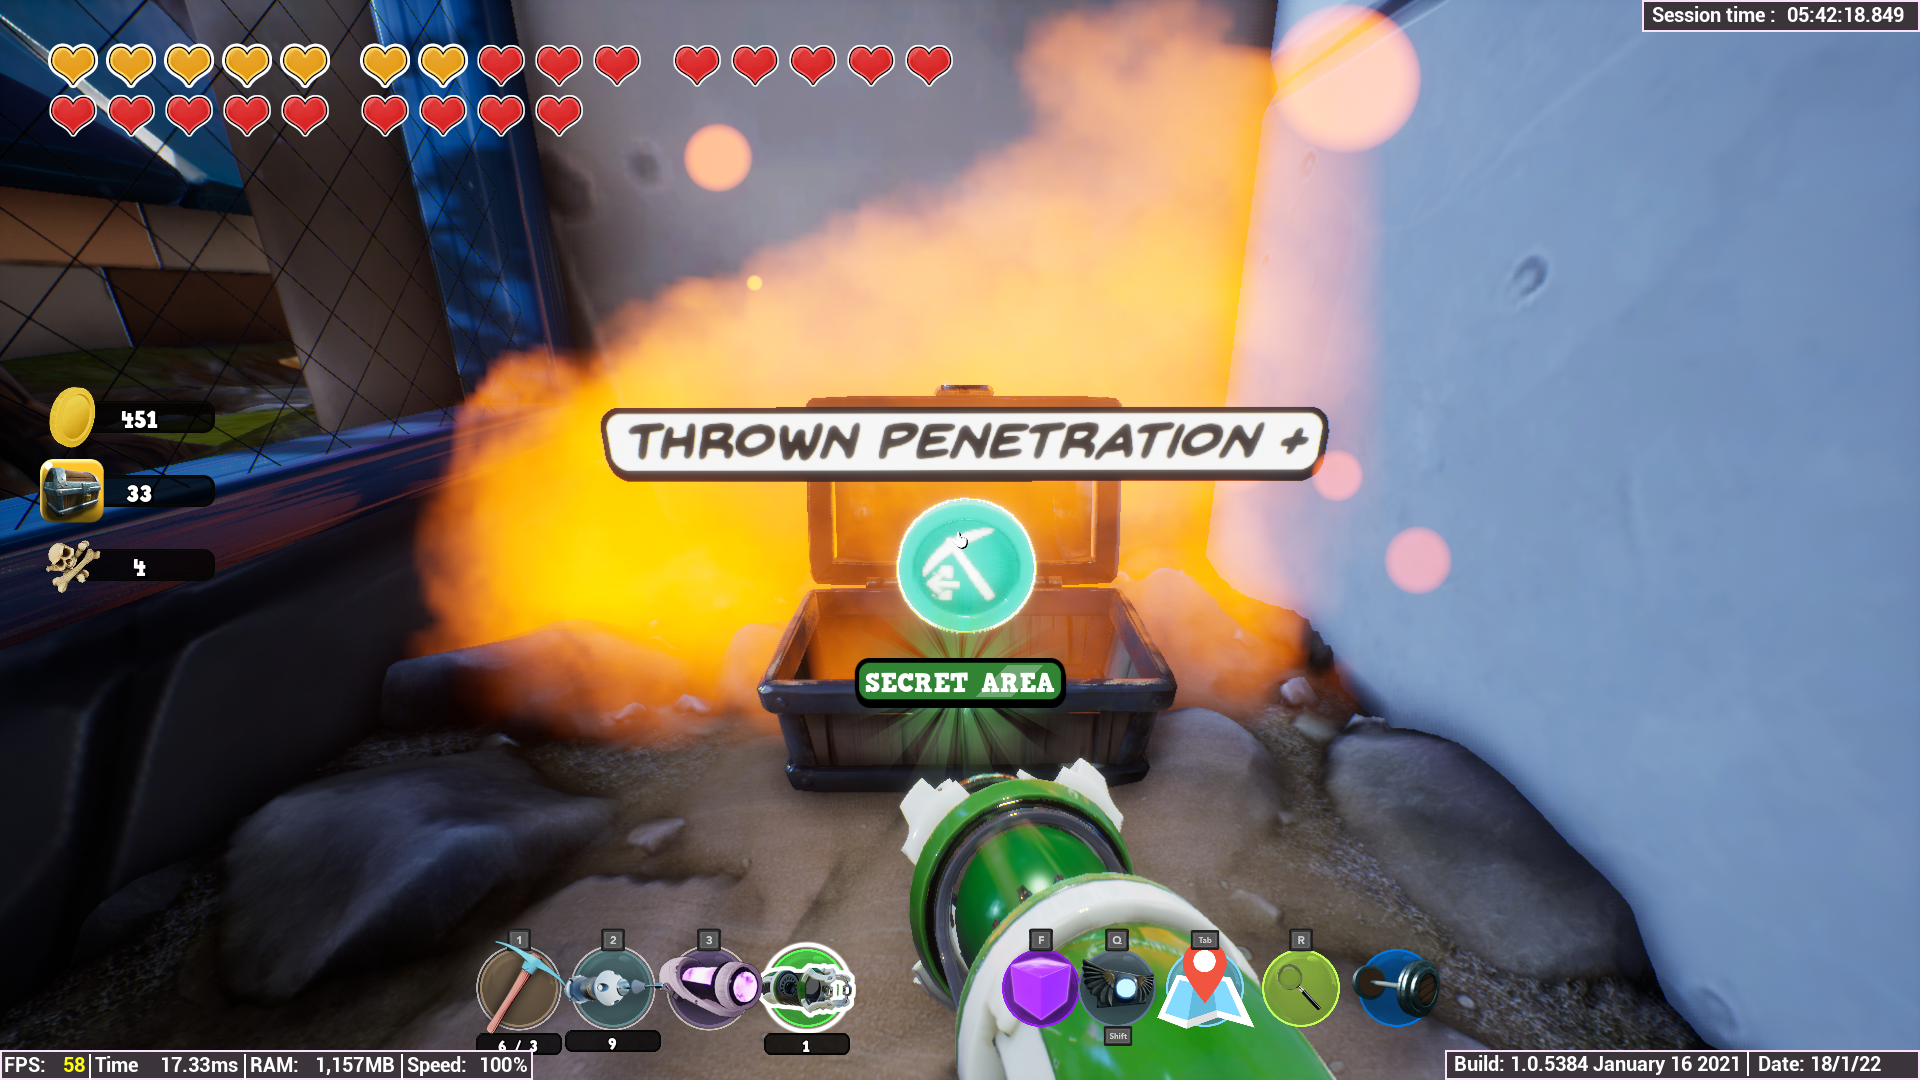 Session time : 05:42:18.849
451
33
4
THROWN PENETRATION +
SECRET AREA
1
2
3
F
Q
Tab
R
6 / 3
9
1
Shift
FPS: 58 Time 17.33ms RAM: 1,157MB Speed: 100%
Build: 1.0.5384 January 16 2021 Date: 18/1/22